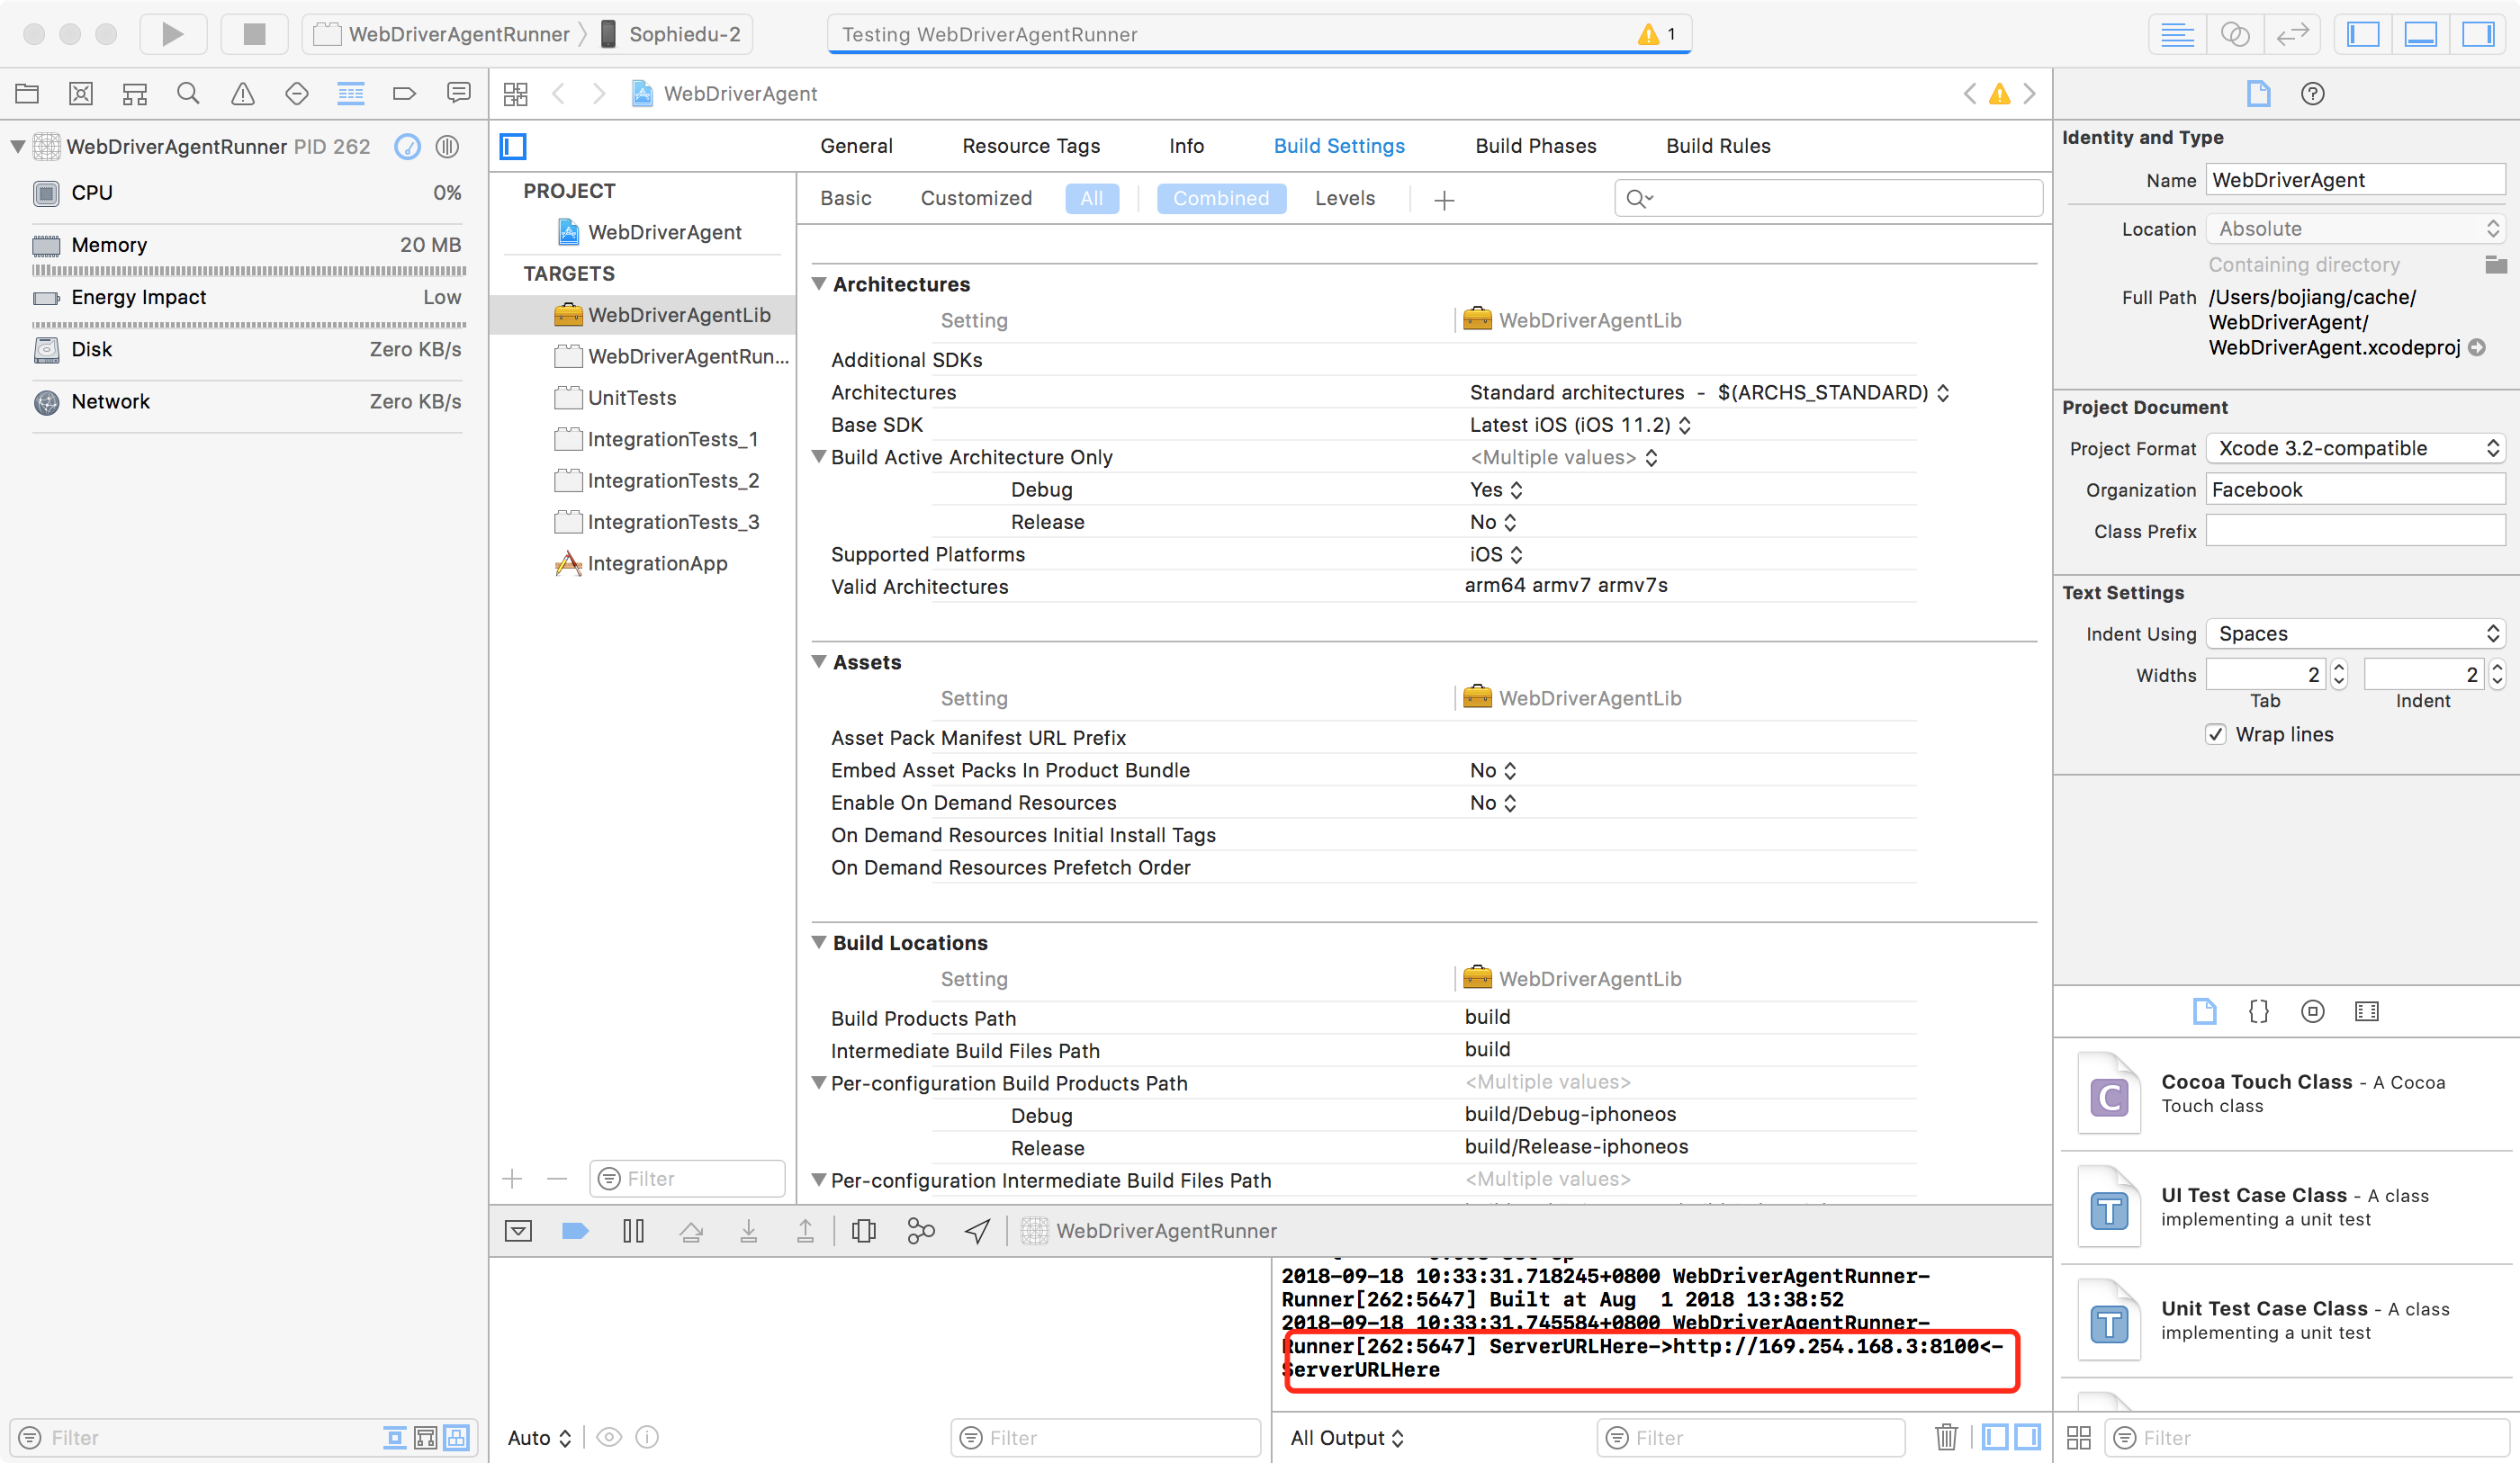 WebDriverAgentRunner
Sophiedu-2
Testing WebDriverAgentRunner
1
WebDriverAgent
WebDriverAgentRunner PID 262
CPU 0%
Memory 20 MB
Energy Impact Low
Disk Zero KB/s
Network Zero KB/s
Filter
General Resource Tags Info Build Settings Build Phases Build Rules
PROJECT
WebDriverAgent
TARGETS
WebDriverAgentLib
WebDriverAgentRun...
UnitTests
IntegrationTests_1
IntegrationTests_2
IntegrationTests_3
IntegrationApp
Filter
Basic Customized All Combined Levels
Architectures
Setting WebDriverAgentLib
Additional SDKs
Architectures Standard architectures - $(ARCHS_STANDARD)
Base SDK Latest iOS (iOS 11.2)
Build Active Architecture Only <Multiple values>
Debug Yes
Release No
Supported Platforms iOS
Valid Architectures arm64 armv7 armv7s
Assets
Setting WebDriverAgentLib
Asset Pack Manifest URL Prefix
Embed Asset Packs In Product Bundle No
Enable On Demand Resources No
On Demand Resources Initial Install Tags
On Demand Resources Prefetch Order
Build Locations
Setting WebDriverAgentLib
Build Products Path build
Intermediate Build Files Path build
Per-configuration Build Products Path <Multiple values>
Debug build/Debug-iphoneos
Release build/Release-iphoneos
Per-configuration Intermediate Build Files Path <Multiple values>
WebDriverAgentRunner
2018-09-18 10:33:31.718245+0800 WebDriverAgentRunner-
Runner[262:5647] Built at Aug  1 2018 13:38:52
2018-09-18 10:33:31.745584+0800 WebDriverAgentRunner-
Runner[262:5647] ServerURLHere->http://169.254.168.3:8100<-
ServerURLHere
Auto
Filter
All Output
Filter
Identity and Type
Name WebDriverAgent
Location Absolute
Containing directory
Full Path /Users/bojiang/cache/
WebDriverAgent/
WebDriverAgent.xcodeproj
Project Document
Project Format Xcode 3.2-compatible
Organization Facebook
Class Prefix
Text Settings
Indent Using Spaces
Widths 2 2
Tab Indent
Wrap lines
Cocoa Touch Class - A Cocoa
Touch class
UI Test Case Class - A class
implementing a unit test
Unit Test Case Class - A class
implementing a unit test
Filter